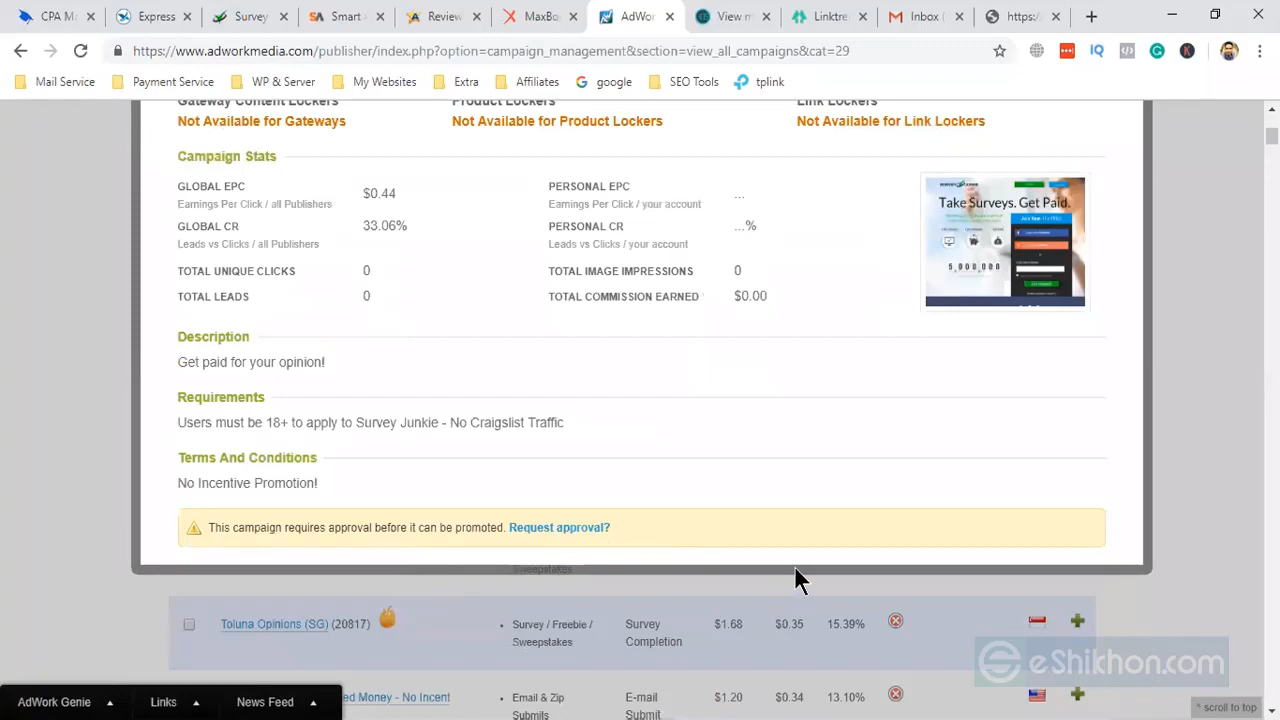 CPA M
Express
Survey
Smart
Review
MaxBo
AdWor
View m
Linktre
Inbox (
https:/
https://www.adworkmedia.com/publisher/index.php?option=campaign_management&section=view_all_campaigns&cat=29
Mail Service
Payment Service
WP & Server
My Websites
Extra
Affiliates
google
SEO Tools
tplink
Gateway Content Lockers
Product Lockers
Link Lockers
Not Available for Gateways
Not Available for Product Lockers
Not Available for Link Lockers
Campaign Stats
GLOBAL EPC
$0.44
PERSONAL EPC
...
Earnings Per Click / all Publishers
Earnings Per Click / your account
GLOBAL CR
33.06%
PERSONAL CR
...%
Leads vs Clicks / all Publishers
Leads vs Clicks / your account
TOTAL UNIQUE CLICKS
0
TOTAL IMAGE IMPRESSIONS
0
TOTAL LEADS
0
TOTAL COMMISSION EARNED
$0.00
Take Surveys. Get Paid.
5,000,000
Description
Get paid for your opinion!
Requirements
Users must be 18+ to apply to Survey Junkie - No Craigslist Traffic
Terms And Conditions
No Incentive Promotion!
This campaign requires approval before it can be promoted. Request approval?
Sweepstakes
Toluna Opinions (SG) (20817)
• Survey / Freebie /
Sweepstakes
Survey
Completion
$1.68
$0.35
15.39%
ed Money - No Incent
• Email & Zip
Submits
E-mail
Submit
$1.20
$0.34
13.10%
eShikhon.com
AdWork Genie
Links
News Feed
^ scroll to top